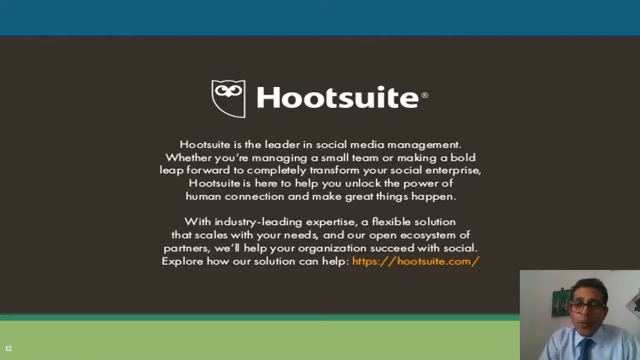 Hootsuite®
Hootsuite is the leader in social media management.
Whether you're managing a small team or making a bold
leap forward to completely transform your social enterprise,
Hootsuite is here to help you unlock the power of
human connection and make great things happen.
With industry-leading expertise, a flexible solution
that scales with your needs, and our open ecosystem of
partners, we'll help your organization succeed with social.
Explore how our solution can help: https://hootsuite.com/
12